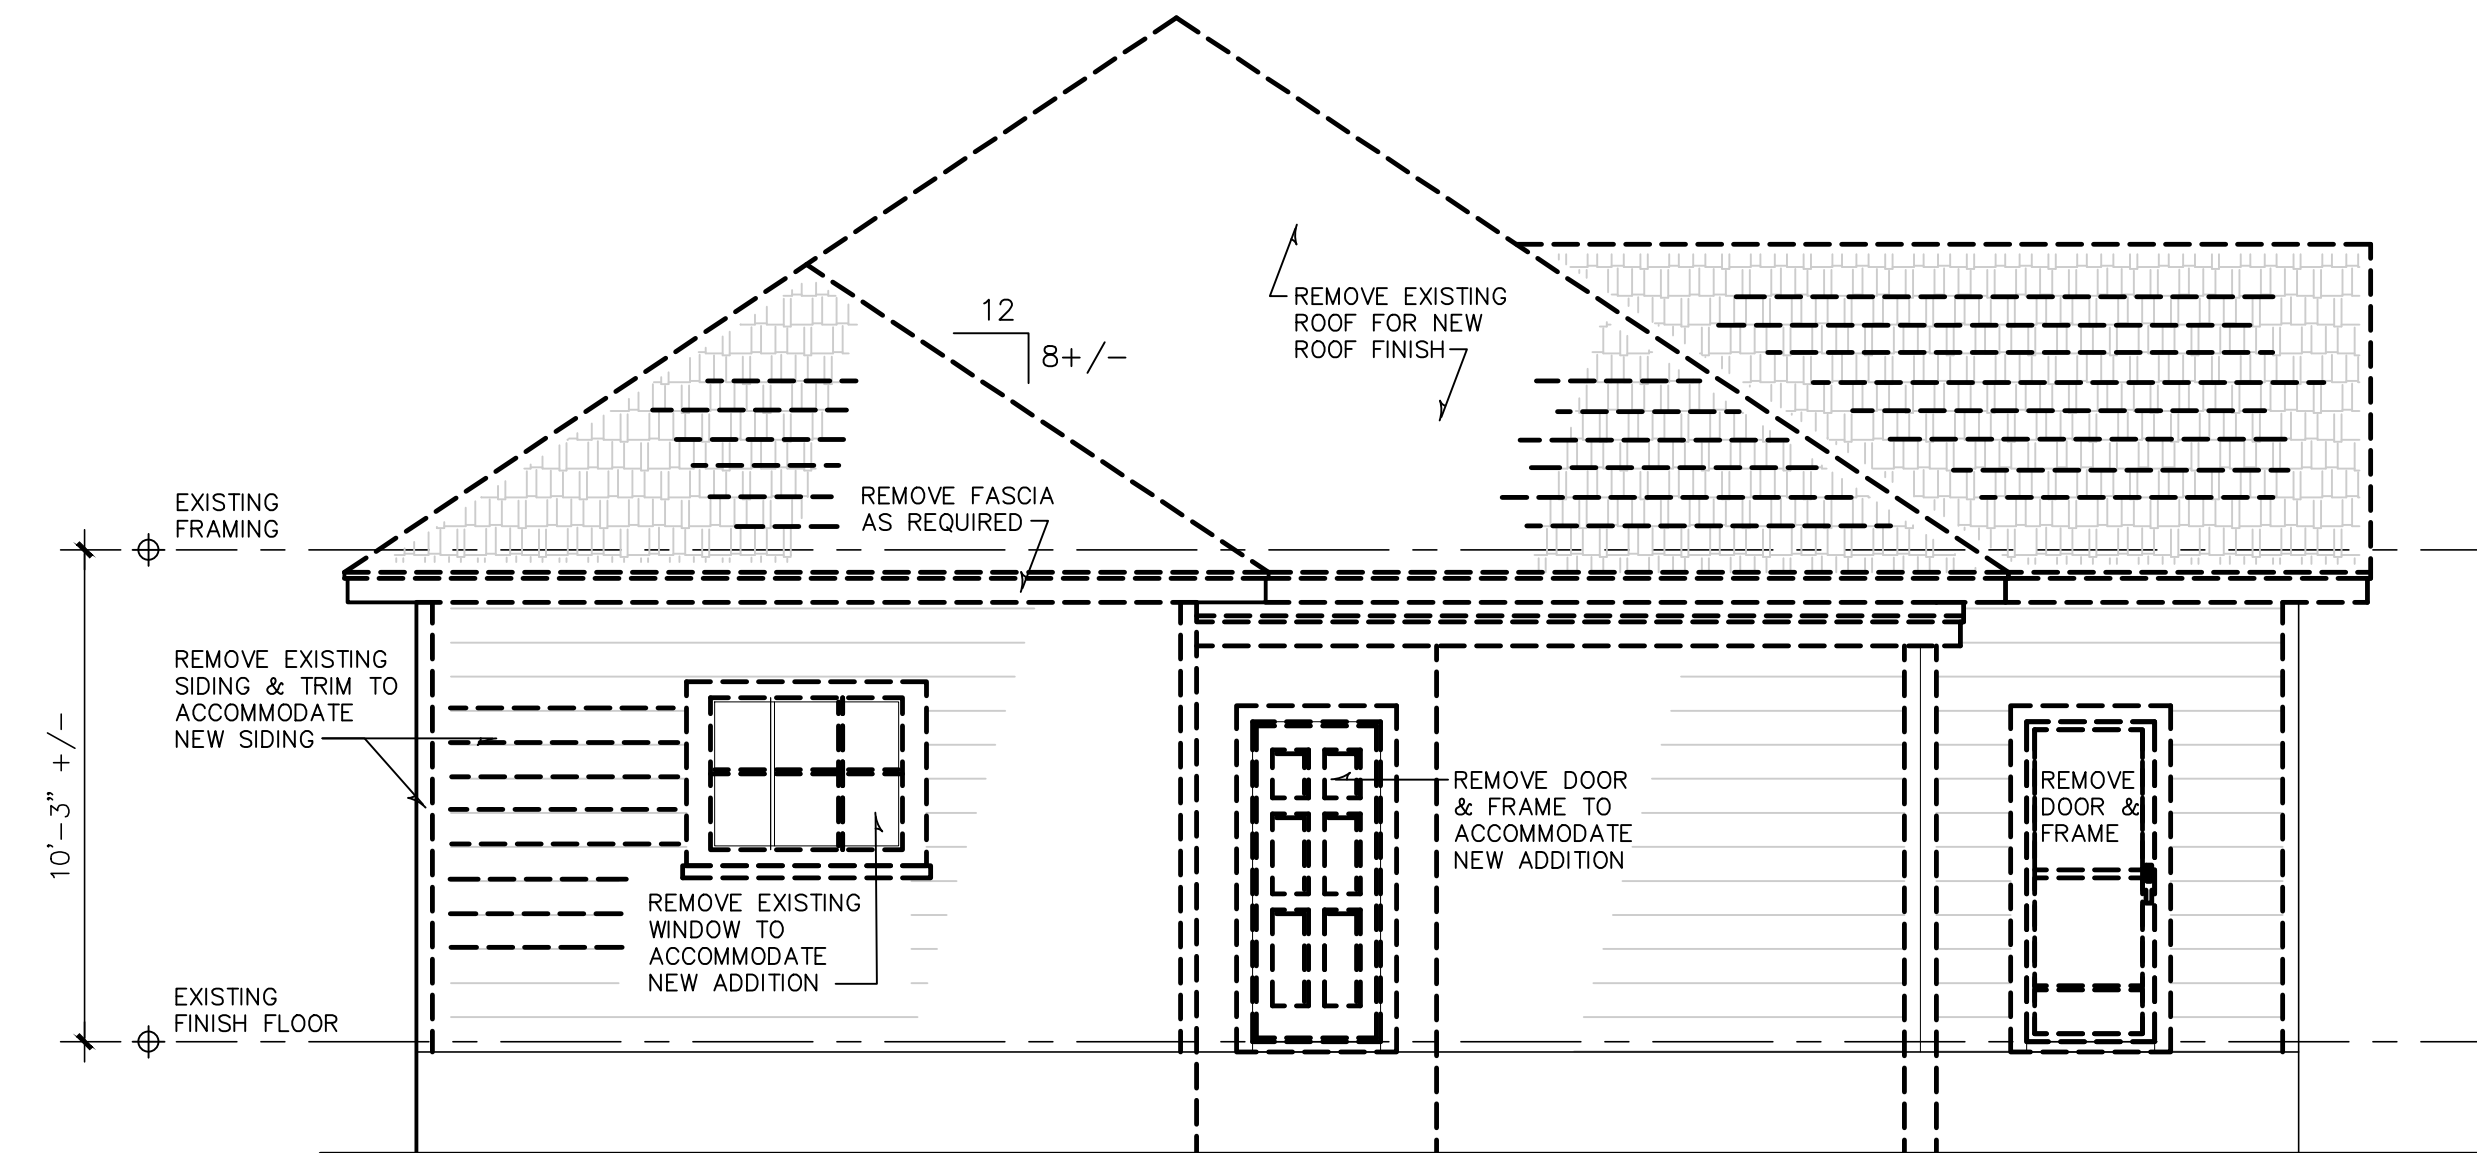 12
8+/-
REMOVE EXISTING
ROOF FOR NEW
ROOF FINISH
EXISTING
FRAMING
REMOVE FASCIA
AS REQUIRED
REMOVE EXISTING
SIDING & TRIM TO
ACCOMMODATE
NEW SIDING
10'-3" +/-
REMOVE DOOR
& FRAME TO
ACCOMMODATE
NEW ADDITION
REMOVE
DOOR &
FRAME
REMOVE EXISTING
WINDOW TO
ACCOMMODATE
NEW ADDITION
EXISTING
FINISH FLOOR